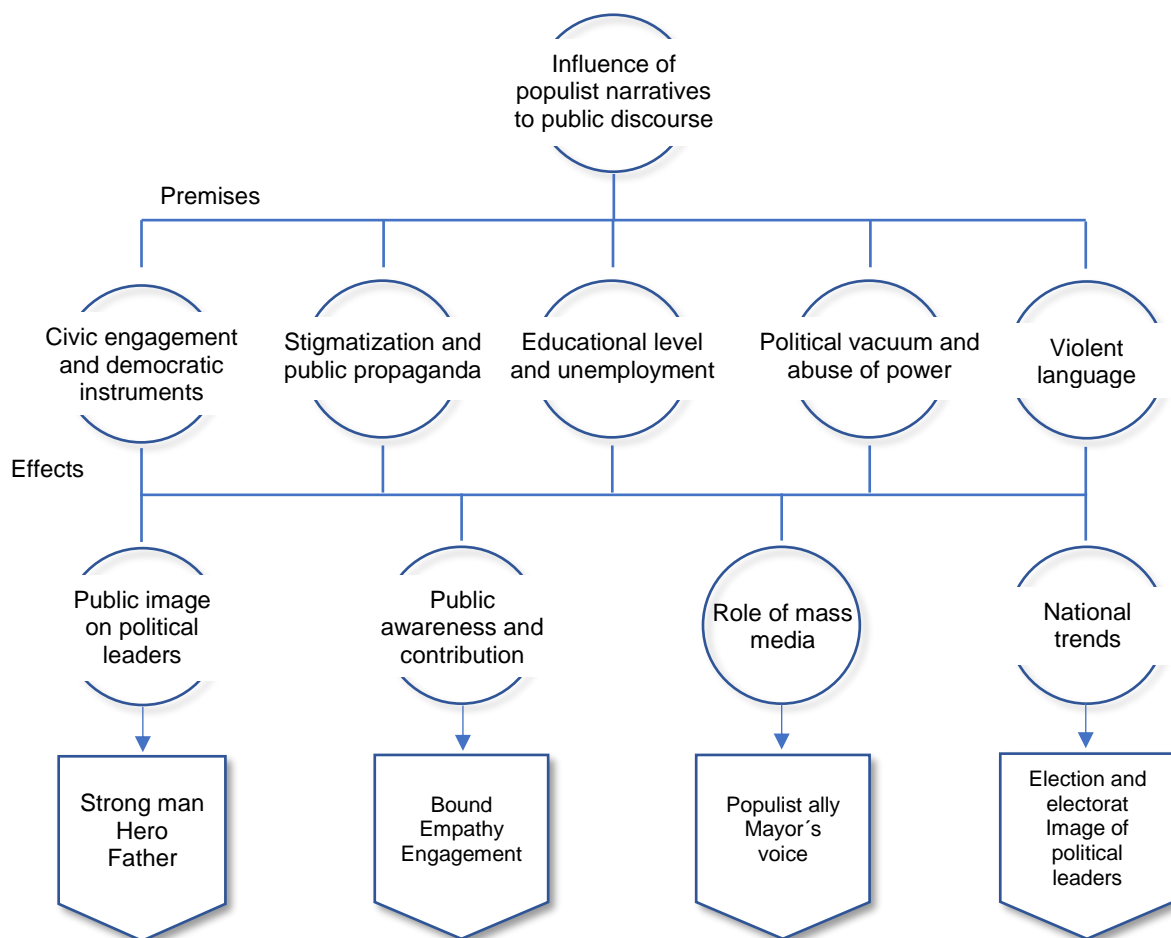 Influence of
populist narratives
to public discourse
Premises
Civic engagement
and democratic
instruments
Stigmatization and
public propaganda
Educational level
and unemployment
Political vacuum and
abuse of power
Violent
language
Effects
Public image
on political
leaders
Public
awareness and
contribution
Role of mass
media
National
trends
Strong man
Hero
Father
Bound
Empathy
Engagement
Populist ally
Mayor´s
voice
Election and
electorat
Image of
political
leaders